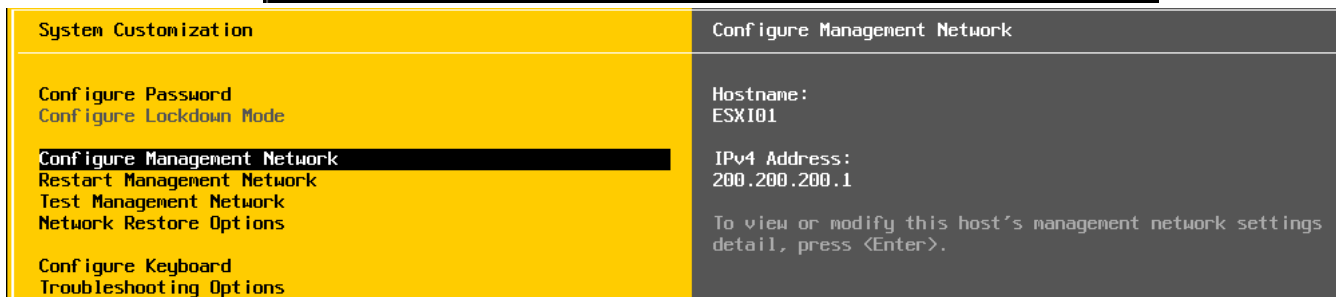 System Customization
Configure Password
Configure Lockdown Mode
Configure Management Network
Restart Management Network
Test Management Network
Network Restore Options
Configure Keyboard
Troubleshooting Options
Configure Management Network
Hostname:
ESXI01
IPv4 Address:
200.200.200.1
To view or modify this host's management network settings
detail, press <Enter>.